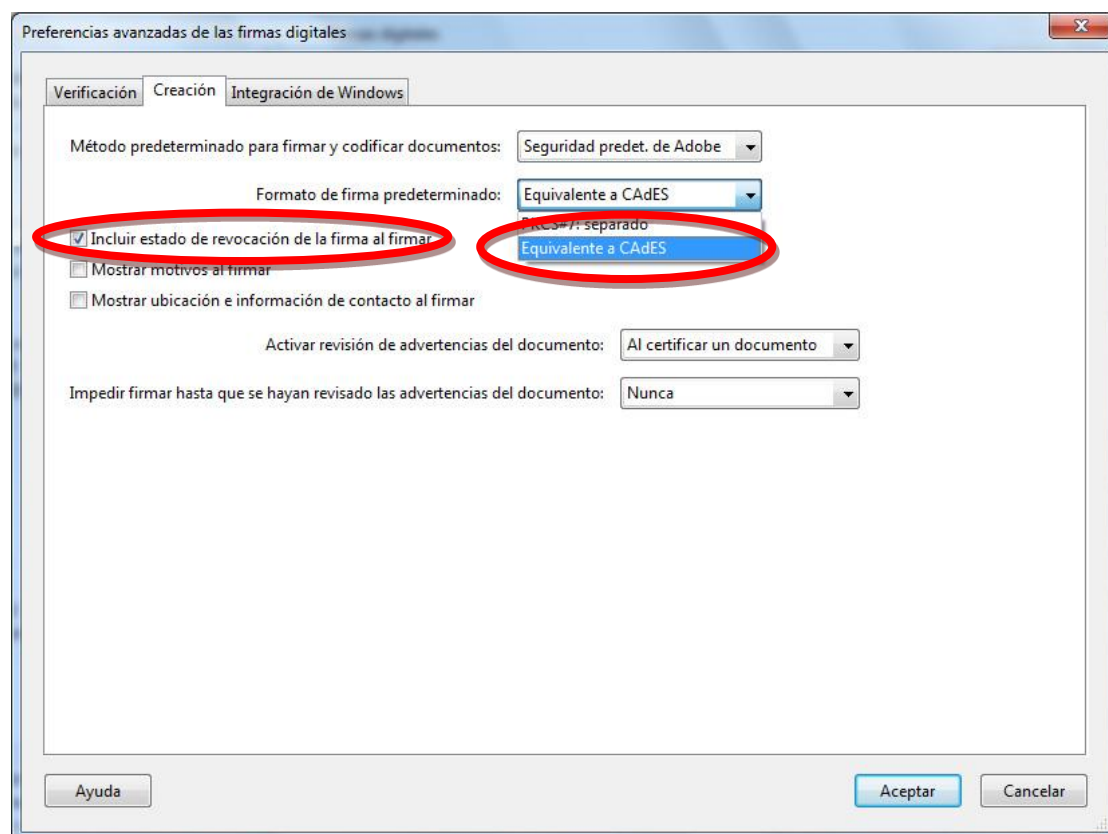 Preferencias avanzadas de las firmas digitales
Verificación Creación Integración de Windows
Método predeterminado para firmar y codificar documentos: Seguridad predet. de Adobe
Formato de firma predeterminado: Equivalente a CAdES
separado
Incluir estado de revocación de la firma al firmar
Equivalente a CAdES
Mostrar motivos al firmar
Mostrar ubicación e información de contacto al firmar
Activar revisión de advertencias del documento: Al certificar un documento
Impedir firmar hasta que se hayan revisado las advertencias del documento: Nunca
Ayuda Aceptar Cancelar